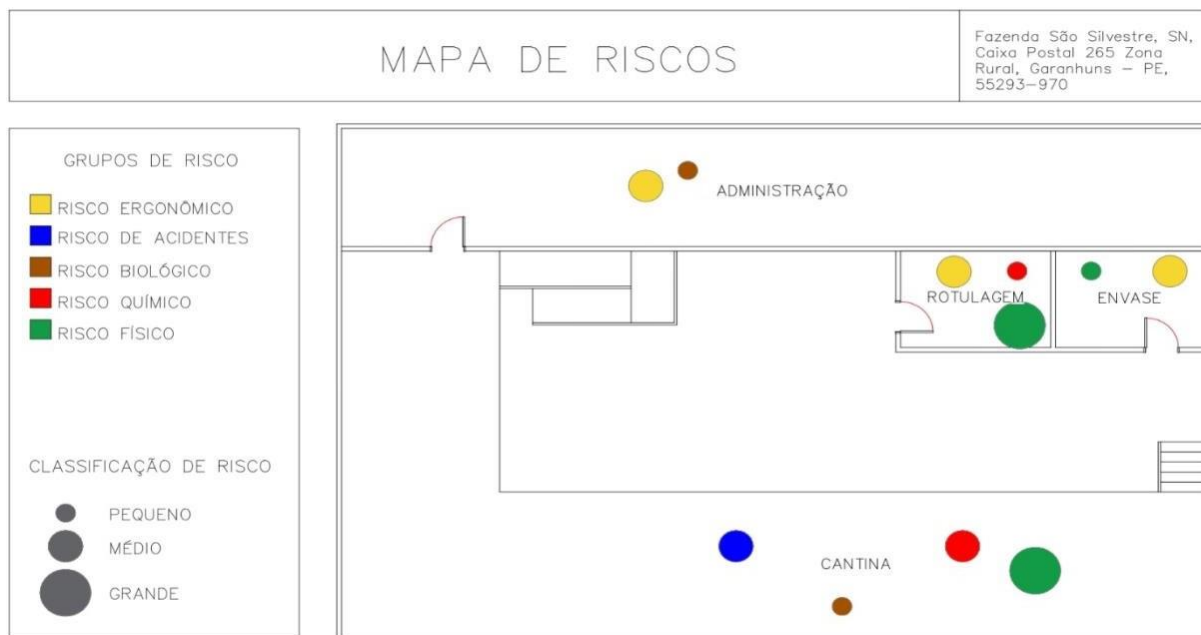 MAPA DE RISCOS
Fazenda São Silvestre, SN,
Caixa Postal 265 Zona
Rural, Garanhuns – PE,
55293–970
GRUPOS DE RISCO
RISCO ERGONÔMICO
RISCO DE ACIDENTES
RISCO BIOLÓGICO
RISCO QUÍMICO
RISCO FÍSICO
CLASSIFICAÇÃO DE RISCO
PEQUENO
MÉDIO
GRANDE
ADMINISTRAÇÃO
ROTULAGEM
ENVASE
CANTINA